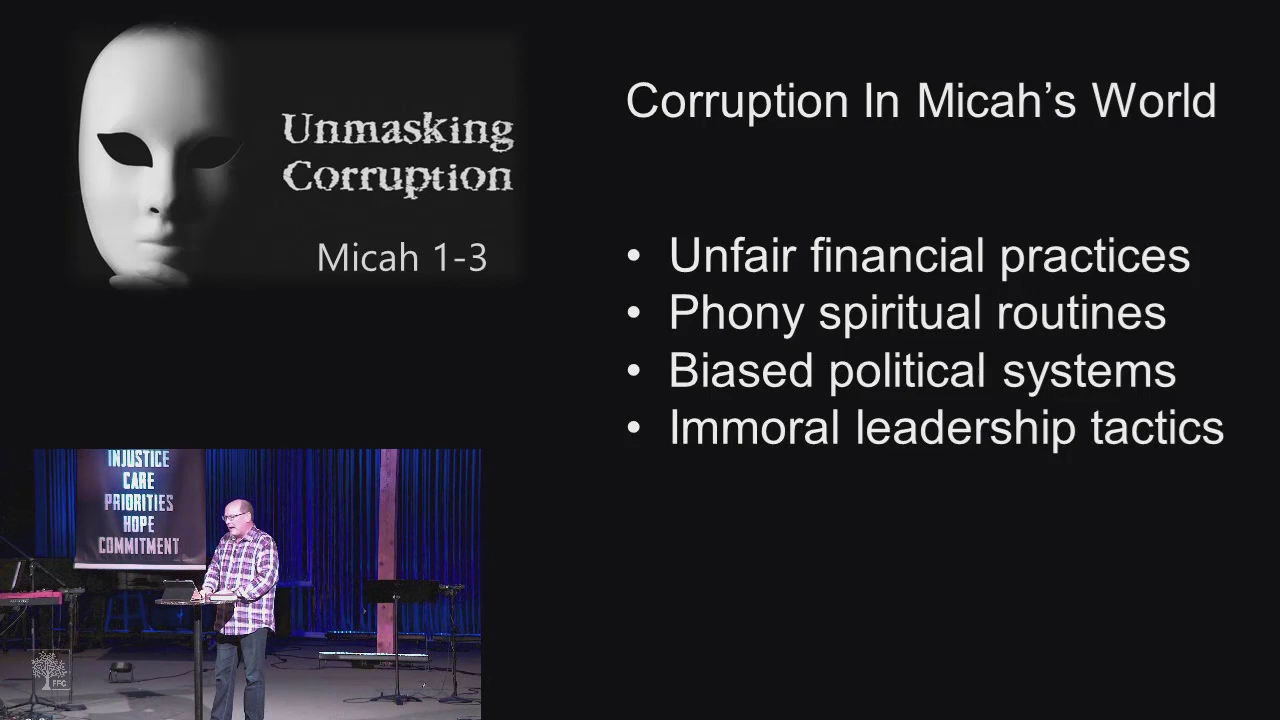 Unmasking
Corruption
Micah 1-3
Corruption In Micah’s World
• Unfair financial practices
• Phony spiritual routines
• Biased political systems
• Immoral leadership tactics
INJUSTICE
CARE
PRIORITIES
HOPE
COMMITMENT
FFC